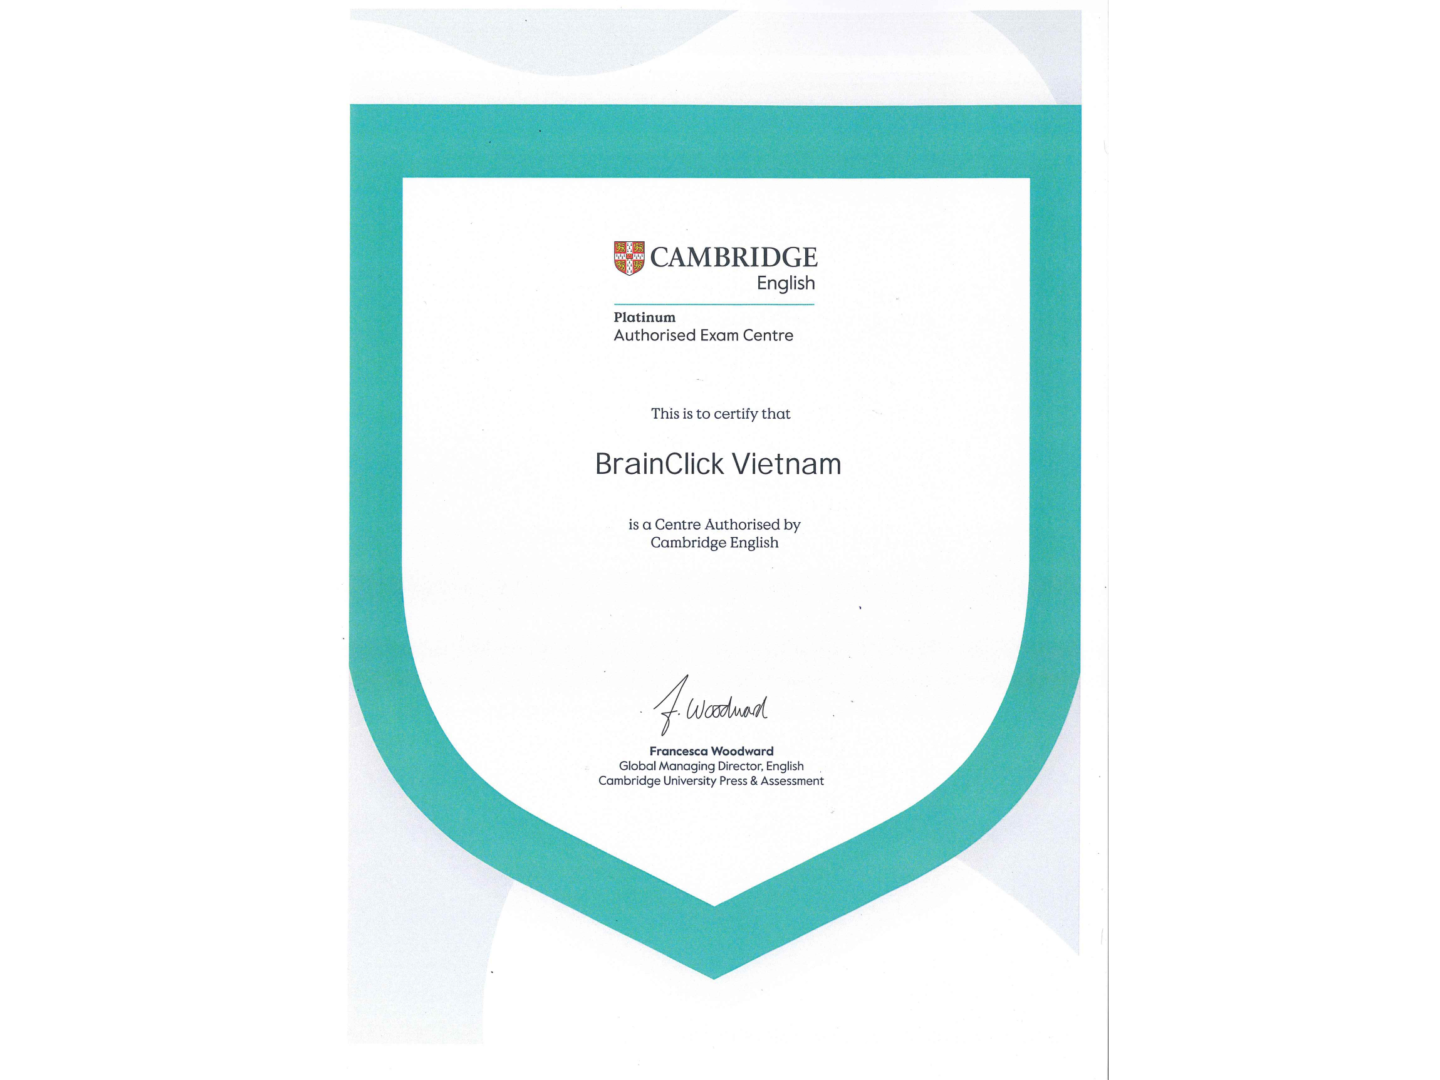 CAMBRIDGE
English
Platinum
Authorised Exam Centre
This is to certify that
BrainClick Vietnam
is a Centre Authorised by
Cambridge English
F. Woodward
Francesca Woodward
Global Managing Director, English
Cambridge University Press & Assessment